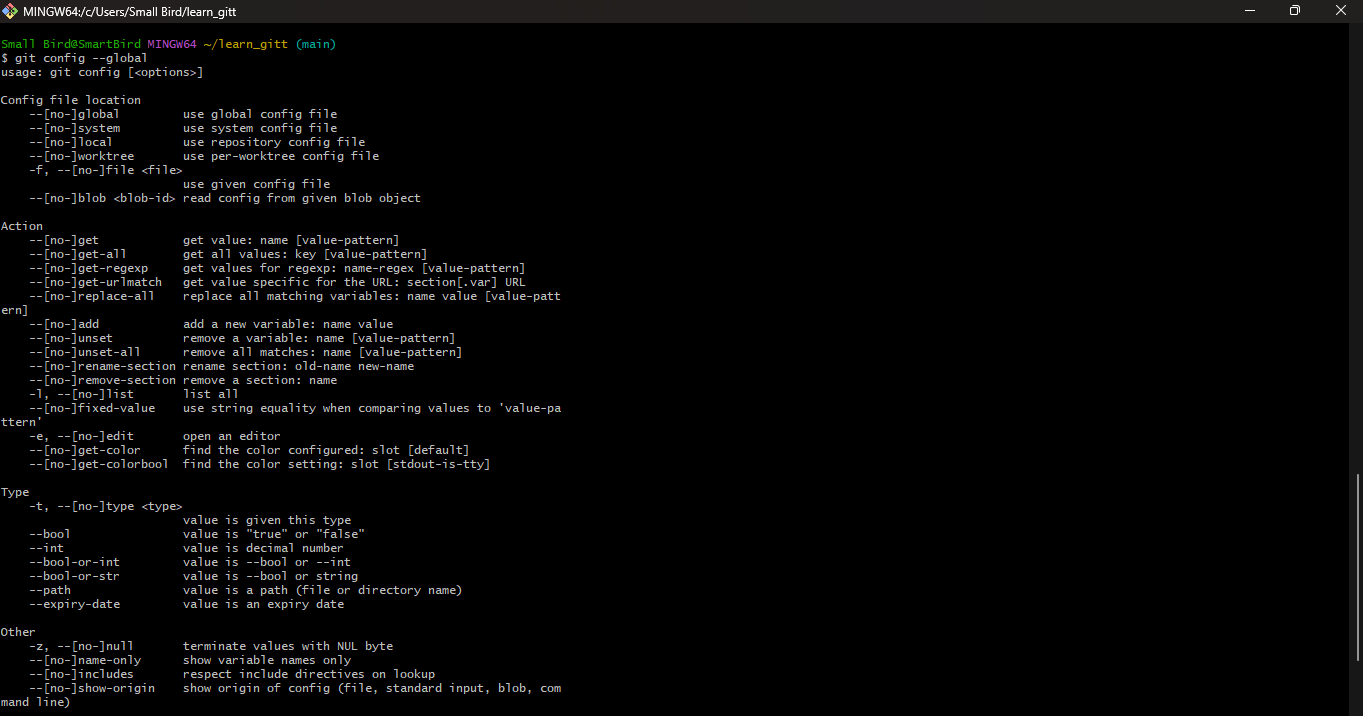 MINGW64:/c/Users/Small Bird/learn_gitt
Small Bird@SmartBird MINGW64 ~/learn_gitt (main)
$ git config --global
usage: git config [<options>]
Config file location
    --[no-]global         use global config file
    --[no-]system         use system config file
    --[no-]local          use repository config file
    --[no-]worktree       use per-worktree config file
    -f, --[no-]file <file>
                          use given config file
    --[no-]blob <blob-id> read config from given blob object
Action
    --[no-]get            get value: name [value-pattern]
    --[no-]get-all        get all values: key [value-pattern]
    --[no-]get-regexp     get values for regexp: name-regex [value-pattern]
    --[no-]get-urlmatch   get value specific for the URL: section[.var] URL
    --[no-]replace-all    replace all matching variables: name value [value-patt
ern]
    --[no-]add            add a new variable: name value
    --[no-]unset          remove a variable: name [value-pattern]
    --[no-]unset-all      remove all matches: name [value-pattern]
    --[no-]rename-section rename section: old-name new-name
    --[no-]remove-section remove a section: name
    -l, --[no-]list       list all
    --[no-]fixed-value    use string equality when comparing values to 'value-pa
ttern'
    -e, --[no-]edit       open an editor
    --[no-]get-color      find the color configured: slot [default]
    --[no-]get-colorbool  find the color setting: slot [stdout-is-tty]
Type
    -t, --[no-]type <type>
                          value is given this type
    --bool                value is "true" or "false"
    --int                 value is decimal number
    --bool-or-int         value is --bool or --int
    --bool-or-str         value is --bool or string
    --path                value is a path (file or directory name)
    --expiry-date         value is an expiry date
Other
    -z, --[no-]null       terminate values with NUL byte
    --[no-]name-only      show variable names only
    --[no-]includes       respect include directives on lookup
    --[no-]show-origin    show origin of config (file, standard input, blob, com
mand line)